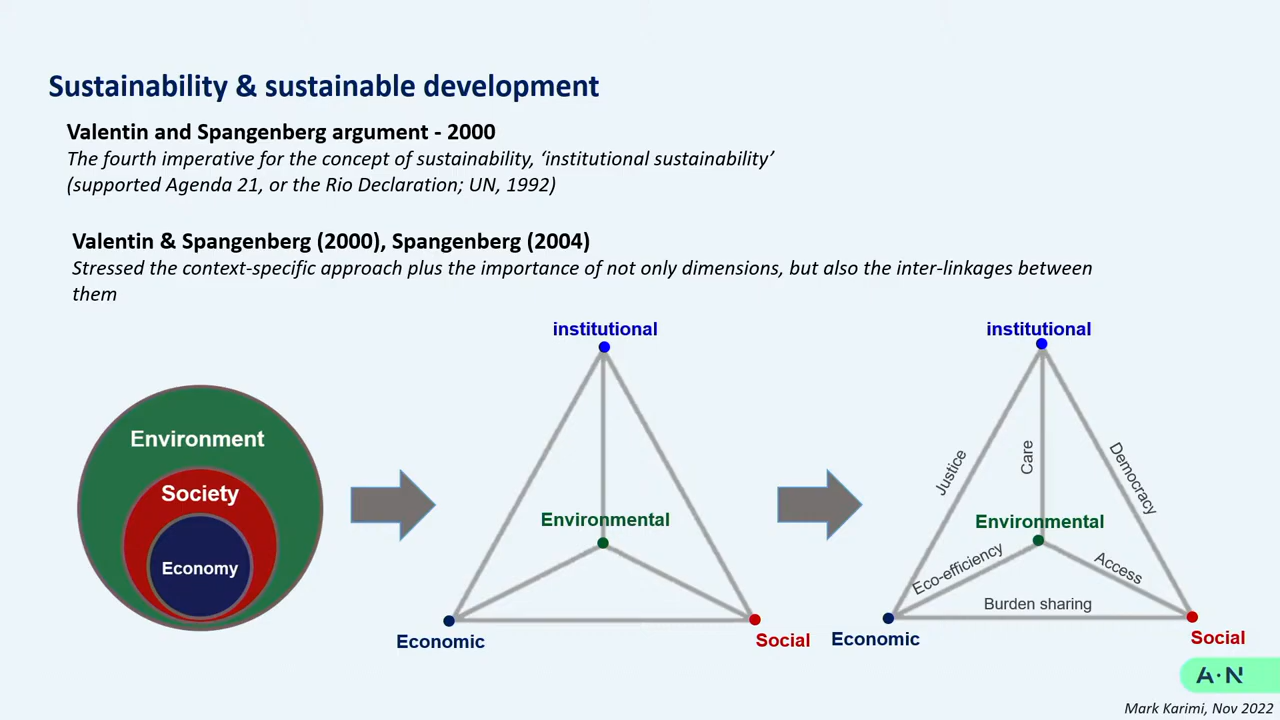 Sustainability & sustainable development
Valentin and Spangenberg argument - 2000
The fourth imperative for the concept of sustainability, ‘institutional sustainability’
(supported Agenda 21, or the Rio Declaration; UN, 1992)
Valentin & Spangenberg (2000), Spangenberg (2004)
Stressed the context-specific approach plus the importance of not only dimensions, but also the inter-linkages between
them
Environment
Society
Economy
institutional
Environmental
Economic
Social
institutional
Justice
Care
Democracy
Environmental
Eco-efficiency
Access
Burden sharing
Economic
Social
A·N
Mark Karimi, Nov 2022